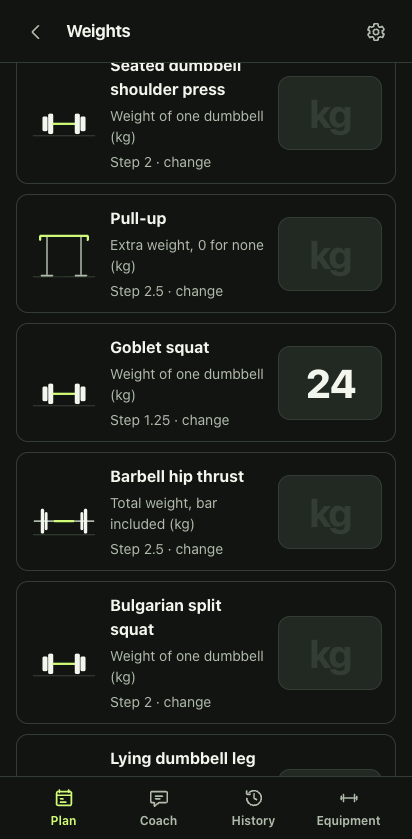 Weights
Seated dumbbell
shoulder press
Weight of one dumbbell
(kg)
Step 2 · change
kg
Pull-up
Extra weight, 0 for none
(kg)
Step 2.5 · change
kg
Goblet squat
Weight of one dumbbell
(kg)
Step 1.25 · change
24
Barbell hip thrust
Total weight, bar
included (kg)
Step 2.5 · change
kg
Bulgarian split
squat
Weight of one dumbbell
(kg)
Step 2 · change
kg
Lying dumbbell leg
Plan
Coach
History
Equipment